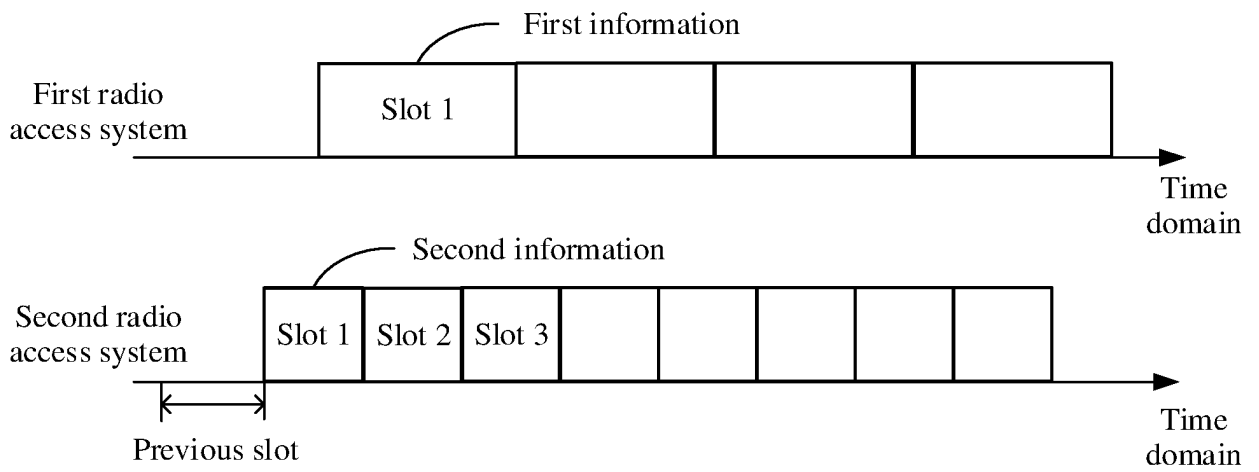 First information
First radio
access system
Slot 1
Time
domain
Second information
Second radio
access system
Slot 1
Slot 2
Slot 3
Previous slot
Time
domain